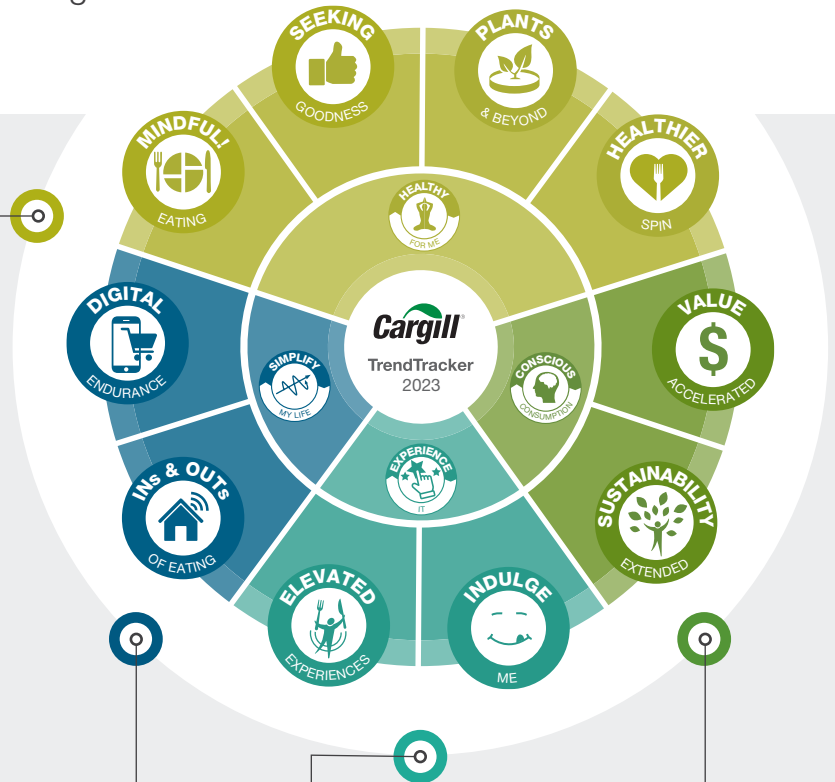 g
SEEKING
GOODNESS
PLANTS
& BEYOND
MINDFUL!
EATING
HEALTHIER
SPIN
HEALTHY
FOR ME
DIGITAL
ENDURANCE
VALUE
$
ACCELERATED
Cargill®
TrendTracker
2023
SIMPLIFY
MY LIFE
CONSCIOUS
CONSUMPTION
EXPERIENCE
IT
INs & OUTs
OF EATING
SUSTAINABILITY
EXTENDED
ELEVATED
EXPERIENCES
INDULGE
ME